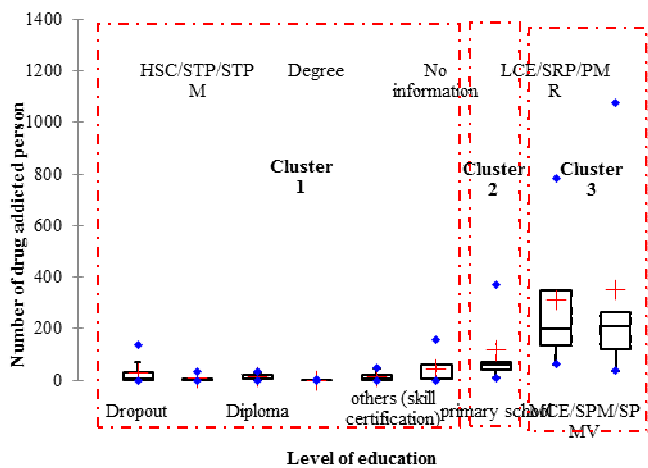 1400
1200
1000
800
600
400
200
0
Number of drug addicted person
HSC/STP/STP
M
Degree
No
information
LCE/SRP/PM
R
Cluster
1
Cluster
2
Cluster
3
Dropout
Diploma
others (skill
certification)
primary school
MCE/SPM/SP
MV
Level of education